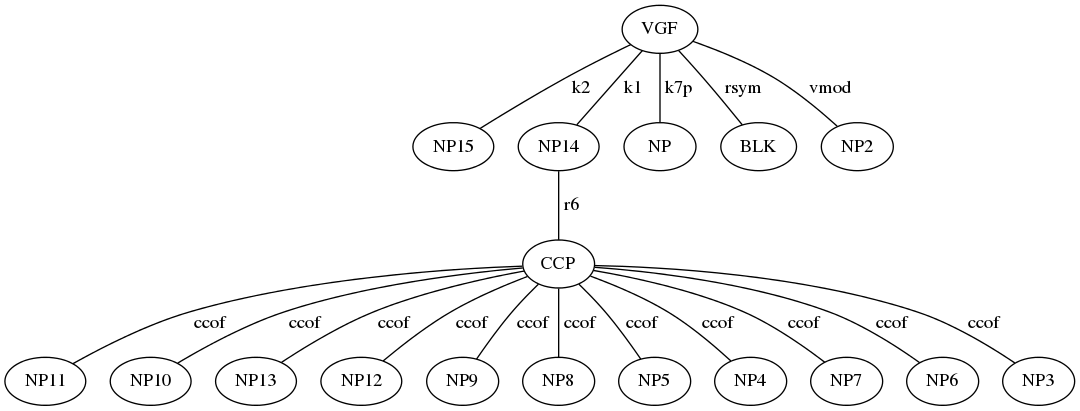 VGF
k2 k1 k7p rsym vmod
NP15 NP14 NP BLK NP2
r6
CCP
ccof ccof ccof ccof ccof ccof ccof ccof ccof ccof ccof
NP11 NP10 NP13 NP12 NP9 NP8 NP5 NP4 NP7 NP6 NP3